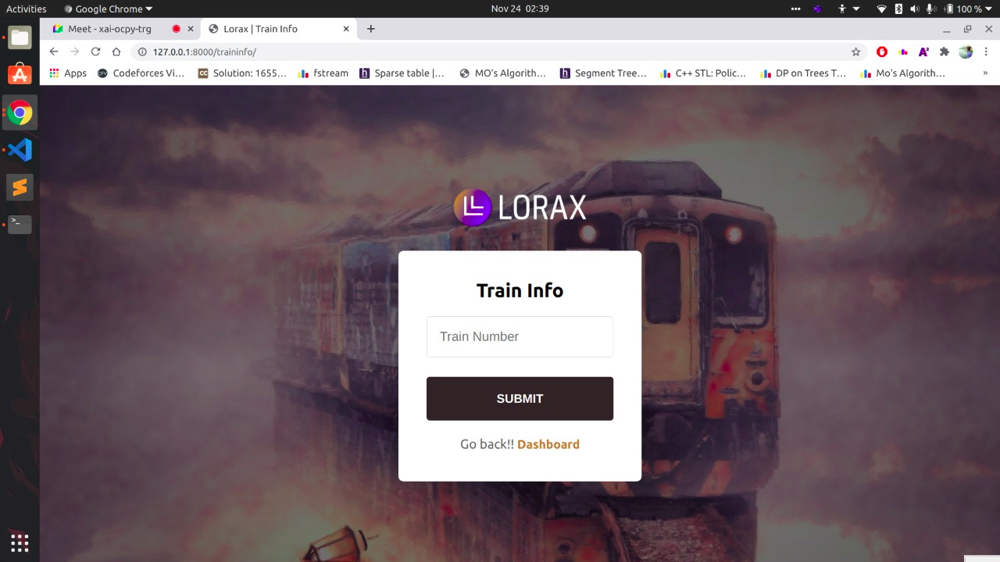 Activities Google Chrome Nov 24 02:39 100 %
Meet - xai-ocpy-trg Lorax | Train Info
127.0.0.1:8000/traininfo/
Apps Codeforces Vi… Solution: 1655… fstream Sparse table |… MO's Algorith… Segment Tree… C++ STL: Polic… DP on Trees T… Mo's Algorith… »
LORAX
Train Info
Train Number
SUBMIT
Go back!! Dashboard